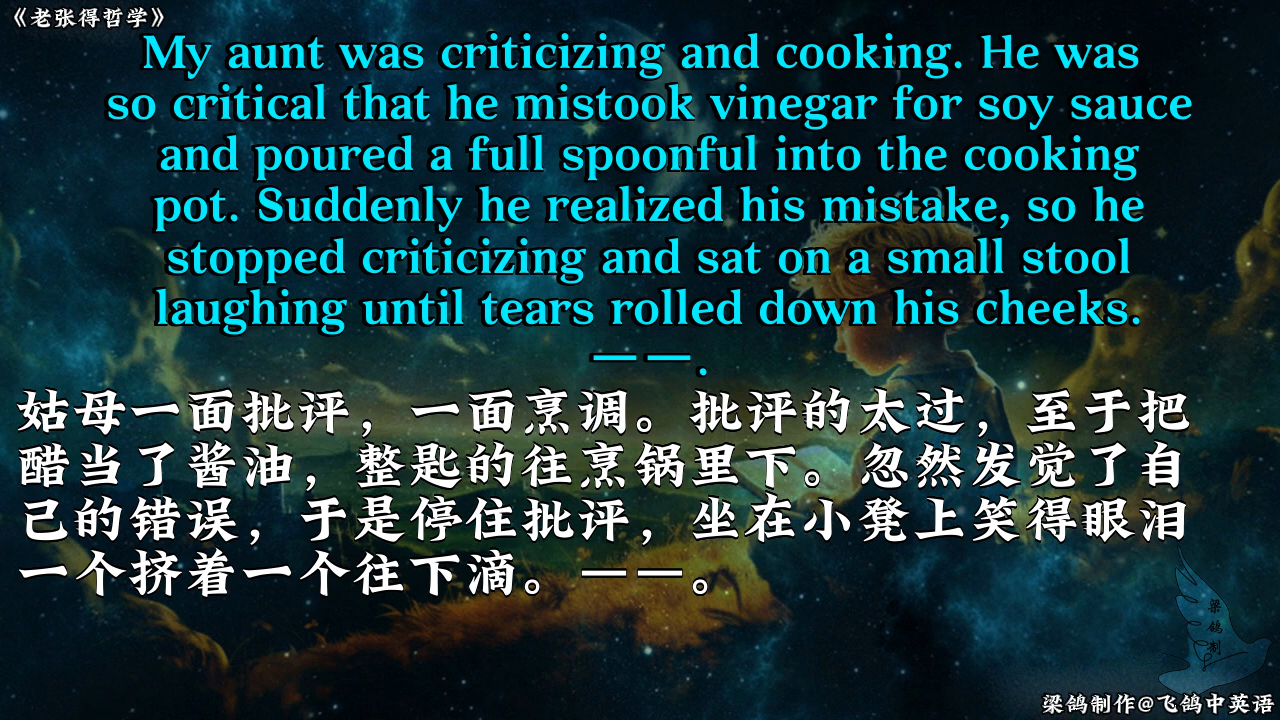 《老张得哲学》
My aunt was criticizing and cooking. He was
so critical that he mistook vinegar for soy sauce
and poured a full spoonful into the cooking
pot. Suddenly he realized his mistake, so he
stopped criticizing and sat on a small stool
laughing until tears rolled down his cheeks.
——.
姑母一面批评，一面烹调。批评的太过，至于把
醋当了酱油，整匙的往烹锅里下。忽然发觉了自
己的错误，于是停住批评，坐在小凳上笑得眼泪
一个挤着一个往下滴。——。
梁鸽制
梁鸽制作@飞鸽中英语